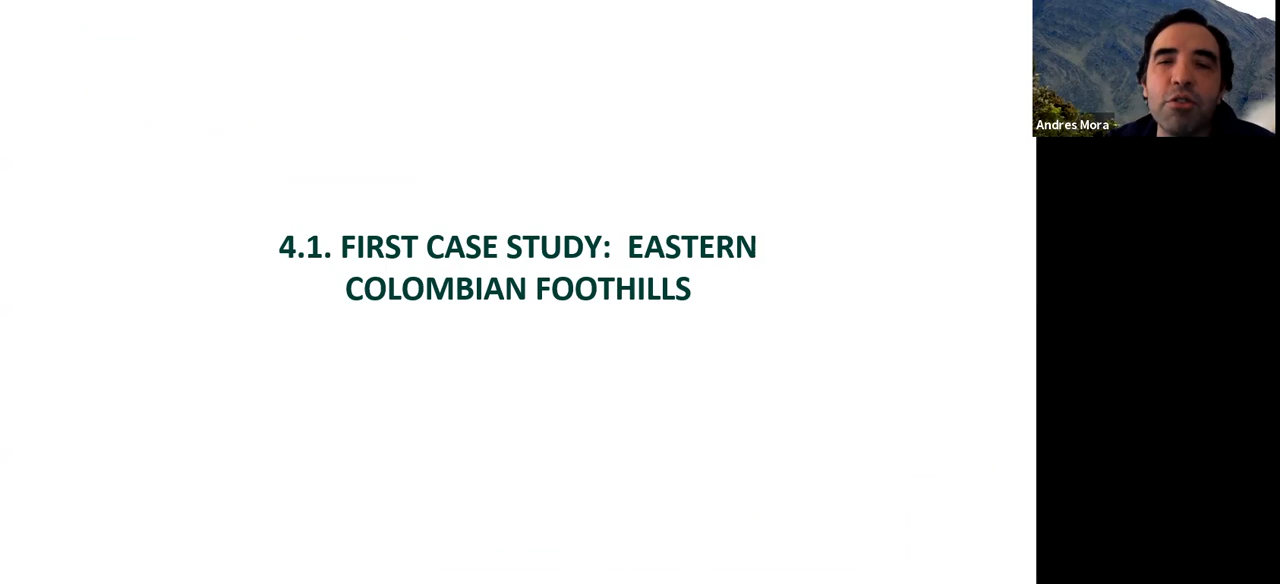 4.1. FIRST CASE STUDY:  EASTERN
COLOMBIAN FOOTHILLS
Andres Mora